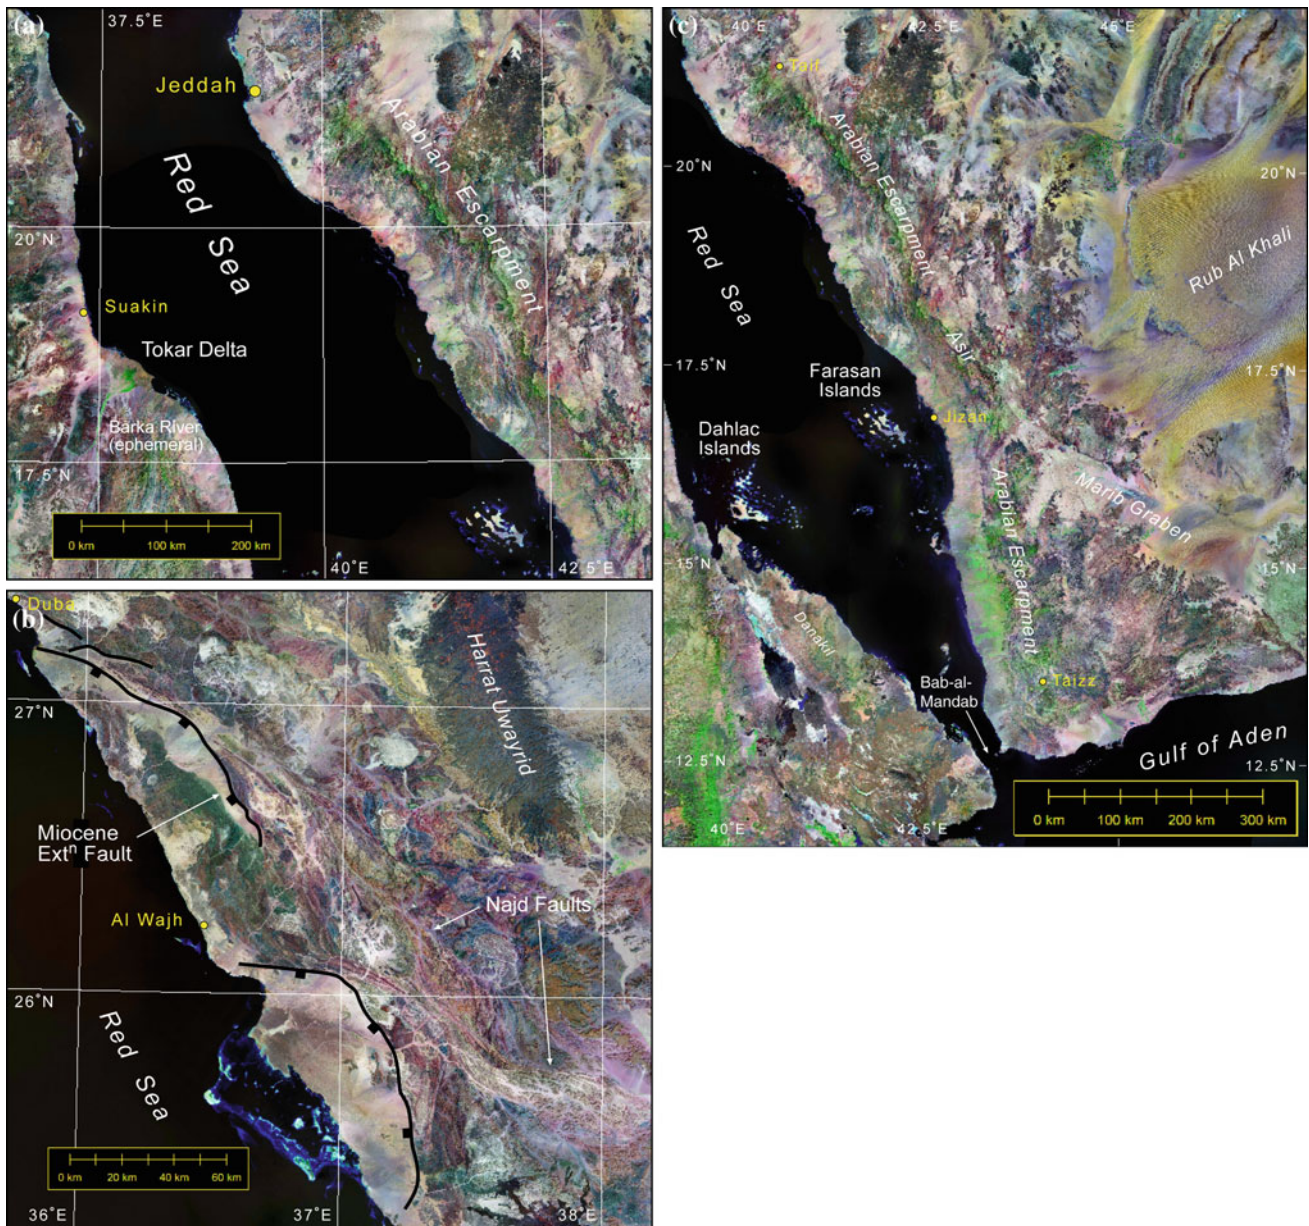 (a)
37.5˚E
Jeddah
Arabian Escarpment
Red Sea
20˚N
Suakin
Tokar Delta
Barka River
(ephemeral)
17.5˚N
0 km 100 km 200 km
40˚E
42.5˚E
(b)
Duba
Harrat Uwayrid
27˚N
Miocene
Extⁿ Fault
Al Wajh
Najd Faults
26˚N
Red Sea
0 km 20 km 40 km 60 km
36˚E
37˚E
38˚E
(c)
40˚E
42.5˚E
45˚E
Taif
Arabian Escarpment
20˚N
20˚N
Red Sea
Rub Al Khali
Asir
17.5˚N
17.5˚N
Farasan
Islands
Jizan
Dahlac
Islands
Arabian Escarpment
Marib Graben
15˚N
15˚N
Danakil
Taizz
Bab-al-
Mandab
Gulf of Aden
12.5˚N
12.5˚N
0 km 100 km 200 km 300 km
40˚E
42.5˚E